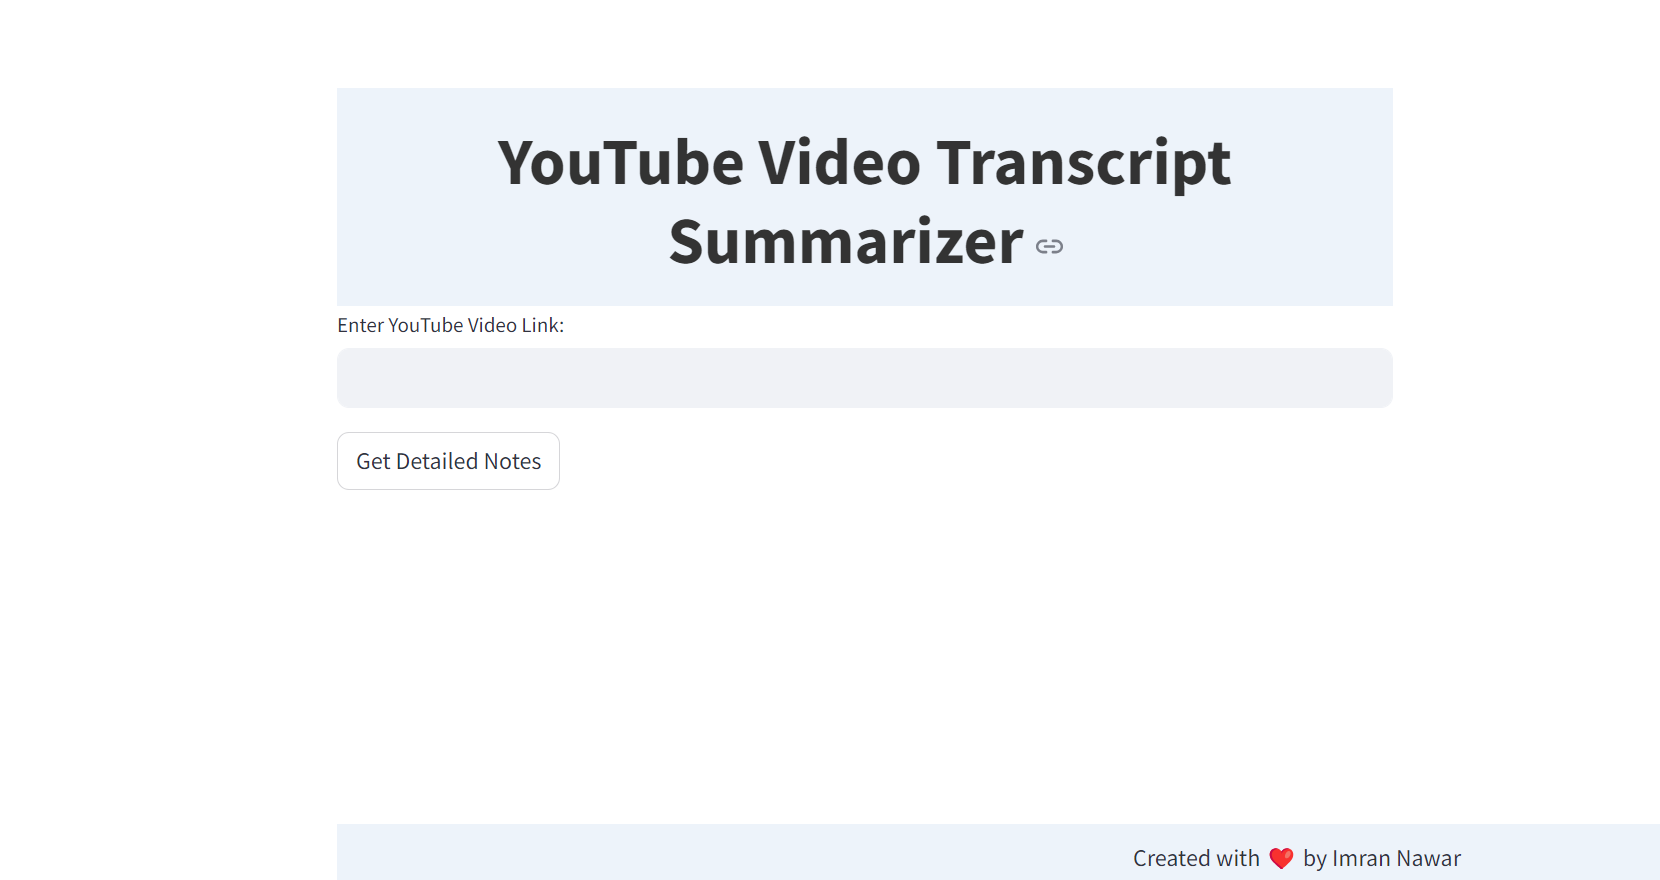 YouTube Video Transcript
Summarizer
Enter YouTube Video Link:
Get Detailed Notes
Created with ❤️ by Imran Nawar